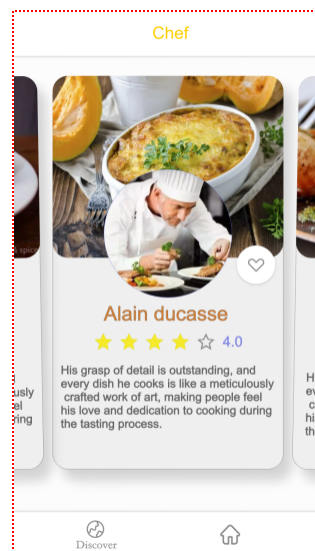 Chef
Alain ducasse
4.0
His grasp of detail is outstanding, and
every dish he cooks is like a meticulously
crafted work of art, making people feel
his love and dedication to cooking during
the tasting process.
Discover